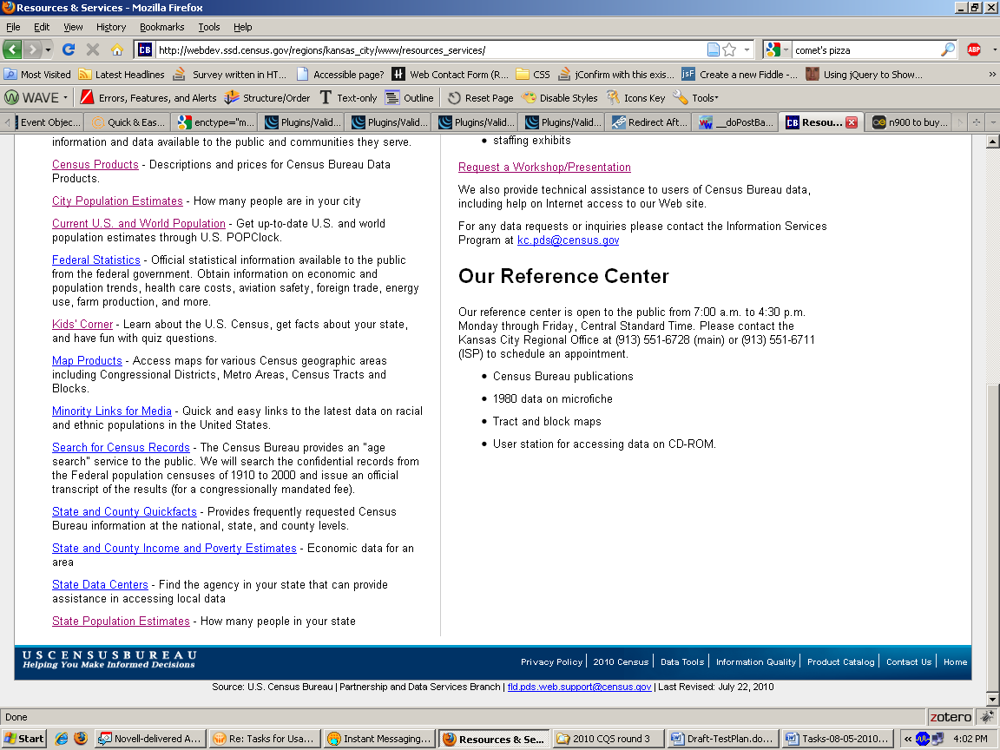 Resources & Services - Mozilla Firefox
File Edit View History Bookmarks Tools Help
CB http://webdev.ssd.census.gov/regions/kansas_city/www/resources_services/ comet's pizza ABP
Most Visited Latest Headlines Survey written in HT... Accessible page? Web Contact Form (R... CSS jConfirm with this exis... Create a new Fiddle -... Using jQuery to Show... »
WAVE Errors, Features, and Alerts Structure/Order Text-only Outline Reset Page Disable Styles Icons Key Tools
Event Objec... Quick & Eas... enctype="m... Plugins/Valid... Plugins/Valid... Plugins/Valid... Plugins/Valid... Redirect Aft... __doPostBa... CB Resou... n900 to buy...
information and data available to the public and communities they serve.
Census Products - Descriptions and prices for Census Bureau Data
Products.
City Population Estimates - How many people are in your city
Current U.S. and World Population - Get up-to-date U.S. and world
population estimates through U.S. POPClock.
Federal Statistics - Official statistical information available to the public
from the federal government. Obtain information on economic and
population trends, health care costs, aviation safety, foreign trade, energy
use, farm production, and more.
Kids' Corner - Learn about the U.S. Census, get facts about your state,
and have fun with quiz questions.
Map Products - Access maps for various Census geographic areas
including Congressional Districts, Metro Areas, Census Tracts and
Blocks.
Minority Links for Media - Quick and easy links to the latest data on racial
and ethnic populations in the United States.
Search for Census Records - The Census Bureau provides an "age
search" service to the public. We will search the confidential records from
the Federal population censuses of 1910 to 2000 and issue an official
transcript of the results (for a congressionally mandated fee).
State and County Quickfacts - Provides frequently requested Census
Bureau information at the national, state, and county levels.
State and County Income and Poverty Estimates - Economic data for an
area
State Data Centers - Find the agency in your state that can provide
assistance in accessing local data
State Population Estimates - How many people in your state
• staffing exhibits
Request a Workshop/Presentation
We also provide technical assistance to users of Census Bureau data,
including help on Internet access to our Web site.
For any data requests or inquiries please contact the Information Services
Program at kc.pds@census.gov
Our Reference Center
Our reference center is open to the public from 7:00 a.m. to 4:30 p.m.
Monday through Friday, Central Standard Time. Please contact the
Kansas City Regional Office at (913) 551-6728 (main) or (913) 551-6711
(ISP) to schedule an appointment.
• Census Bureau publications
• 1980 data on microfiche
• Tract and block maps
• User station for accessing data on CD-ROM.
USCENSUSBUREAU
Helping You Make Informed Decisions
Privacy Policy | 2010 Census | Data Tools | Information Quality | Product Catalog | Contact Us | Home
Source: U.S. Census Bureau | Partnership and Data Services Branch | fld.pds.web.support@census.gov | Last Revised: July 22, 2010
Done zotero
Start Novell-delivered A... Re: Tasks for Usa... Instant Messaging... Resources & Se... 2010 CQS round 3 Draft-TestPlan.do... Tasks-08-05-2010... « 4:02 PM